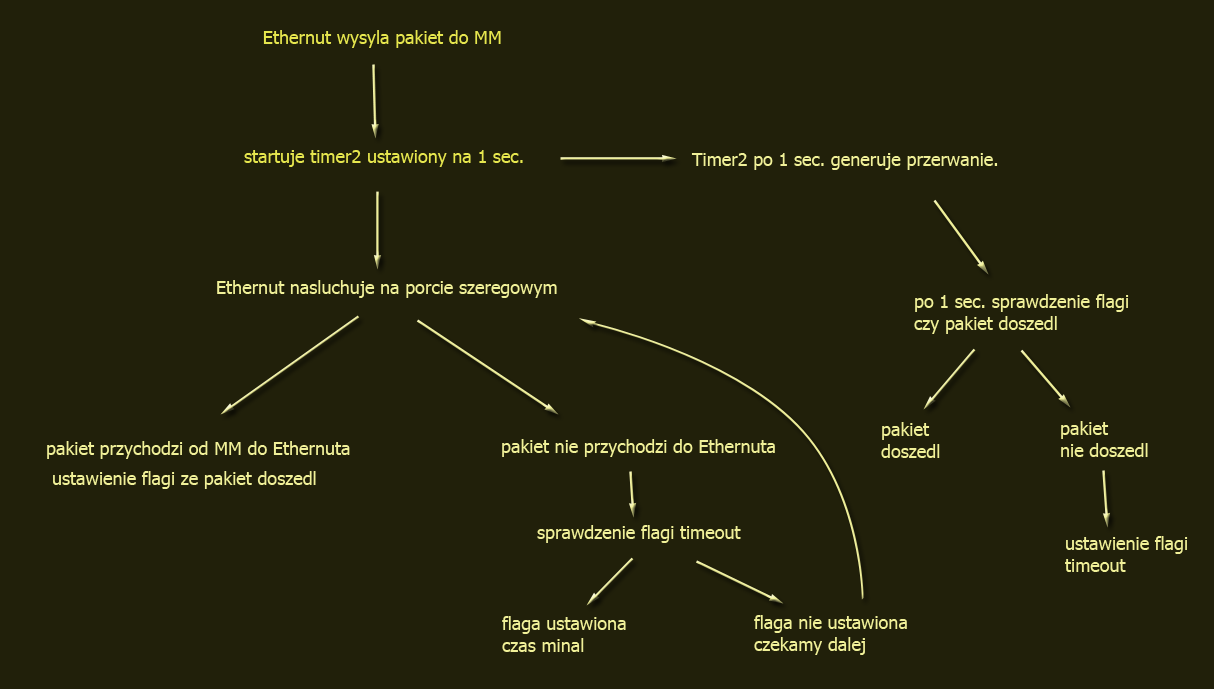 Ethernut wysyla pakiet do MM
startuje timer2 ustawiony na 1 sec.
Timer2 po 1 sec. generuje przerwanie.
Ethernut nasluchuje na porcie szeregowym
po 1 sec. sprawdzenie flagi
czy pakiet doszedl
pakiet przychodzi od MM do Ethernuta
ustawienie flagi ze pakiet doszedl
pakiet nie przychodzi do Ethernuta
pakiet
doszedl
pakiet
nie doszedl
sprawdzenie flagi timeout
ustawienie flagi
timeout
flaga ustawiona
czas minal
flaga nie ustawiona
czekamy dalej